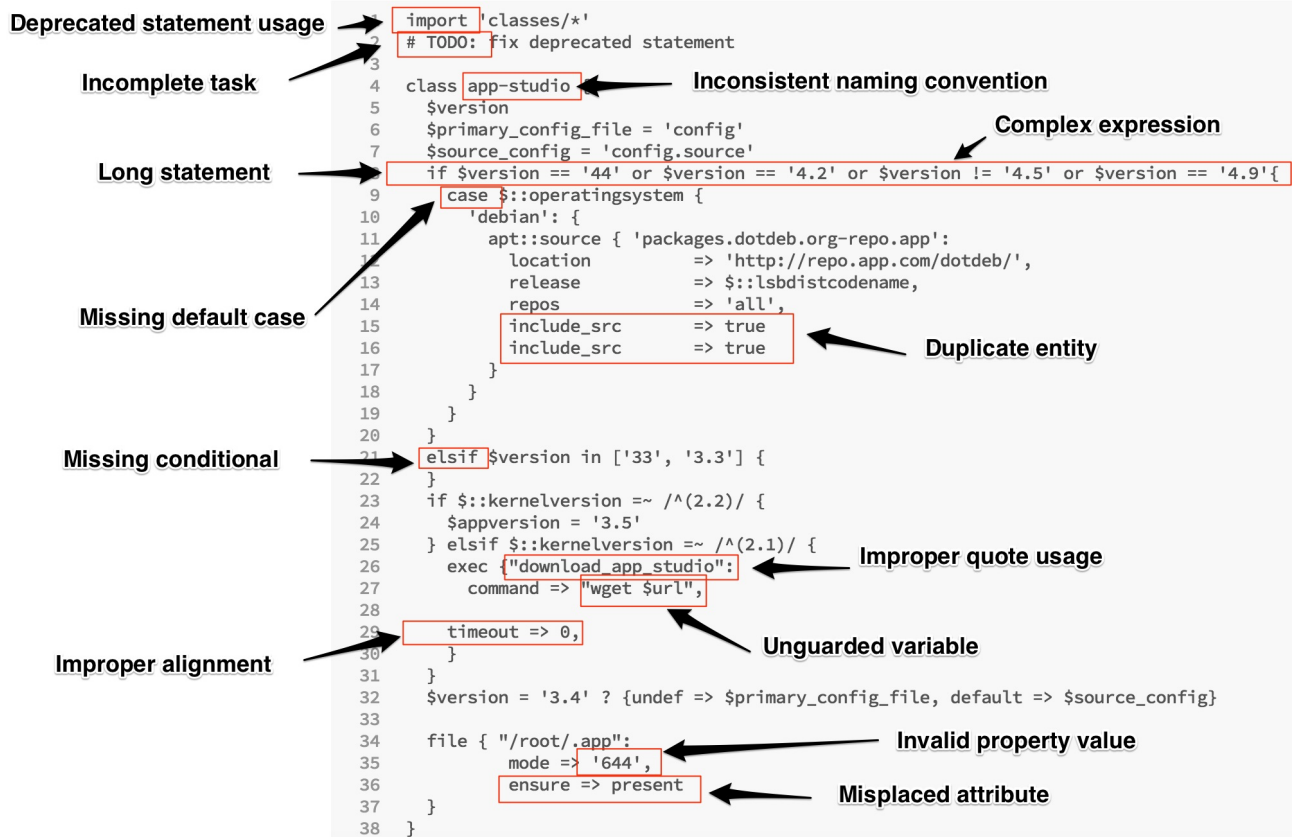 Deprecated statement usage
1 import 'classes/*'
2 # TODO: fix deprecated statement
Incomplete task
3
4 class app-studio {
Inconsistent naming convention
5 $version
6 $primary_config_file = 'config'
Complex expression
7 $source_config = 'config.source'
Long statement
8 if $version == '44' or $version == '4.2' or $version != '4.5' or $version == '4.9'{
9 case $::operatingsystem {
10 'debian': {
11 apt::source { 'packages.dotdeb.org-repo.app':
12 location => 'http://repo.app.com/dotdeb/',
13 release => $::lsbdistcodename,
14 repos => 'all',
Missing default case
15 include_src => true
16 include_src => true
Duplicate entity
17 }
18 }
19 }
20 }
Missing conditional
21 elsif $version in ['33', '3.3'] {
22 }
23 if $::kernelversion =~ /^(2.2)/ {
24 $appversion = '3.5'
25 } elsif $::kernelversion =~ /^(2.1)/ {
Improper quote usage
26 exec {"download_app_studio":
27 command => "wget $url",
28
29 timeout => 0,
Unguarded variable
Improper alignment
30 }
31 }
32 $version = '3.4' ? {undef => $primary_config_file, default => $source_config}
33
34 file { "/root/.app":
Invalid property value
35 mode => '644',
36 ensure => present
Misplaced attribute
37 }
38 }